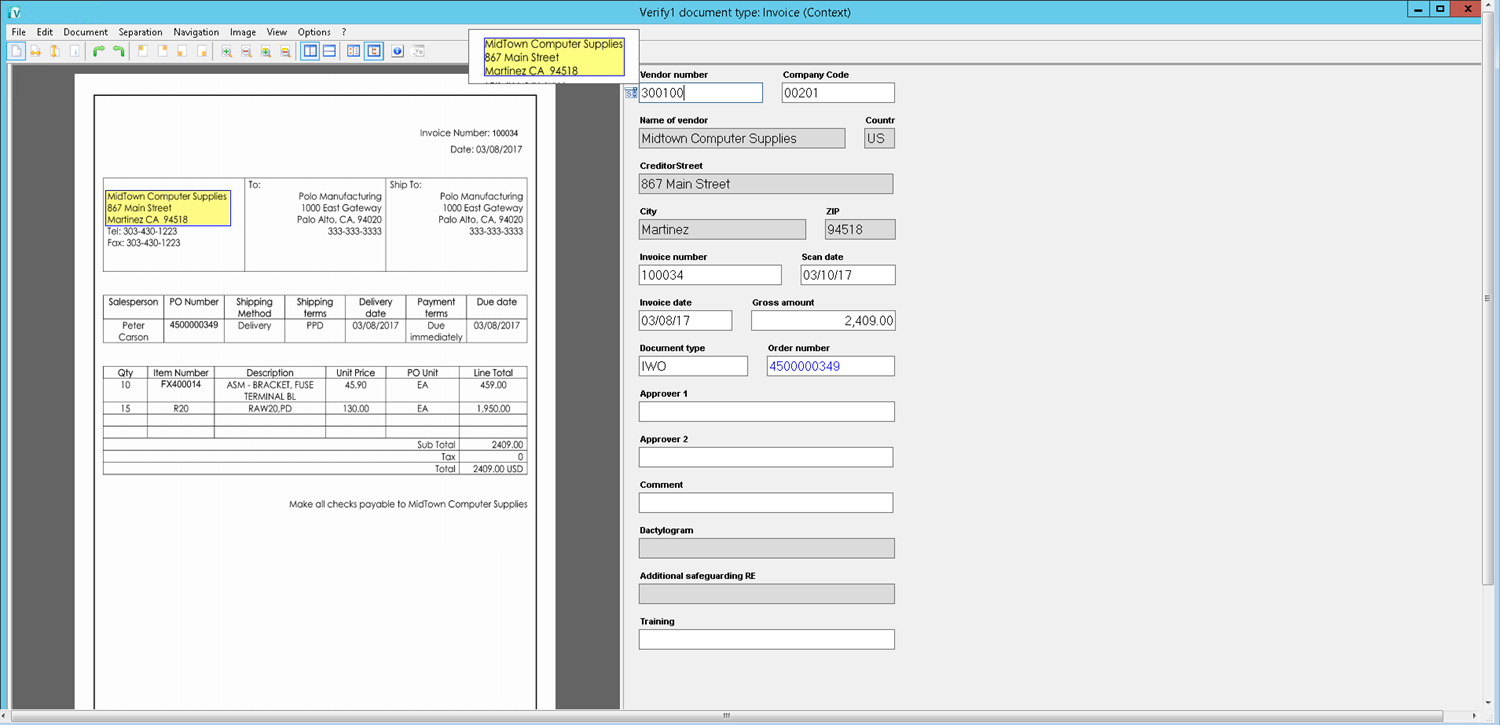 Verify1 document type: Invoice (Context)
File Edit Document Separation Navigation Image View Options ?
MidTown Computer Supplies
867 Main Street
Martinez CA 94518
Invoice Number: 100034
Date: 03/08/2017
MidTown Computer Supplies
867 Main Street
Martinez CA 94518
Tel: 303-430-1223
Fax: 303-430-1223
To:
Polo Manufacturing
1000 East Gateway
Palo Alto, CA, 94020
333-333-3333
Ship To:
Polo Manufacturing
1000 East Gateway
Palo Alto, CA, 94020
333-333-3333
Salesperson PO Number Shipping Method Shipping terms Delivery date Payment terms Due date
Peter Carson 4500000349 Delivery PPD 03/08/2017 Due immediately 03/08/2017
Qty Item Number Description Unit Price PO Unit Line Total
10 FX400014 ASM - BRACKET, FUSE TERMINAL BL 45.90 EA 459.00
15 R20 RAW20,PD 130.00 EA 1,950.00
Sub Total 2409.00
Tax 0
Total 2409.00 USD
Make all checks payable to MidTown Computer Supplies
Vendor number Company Code
300100 00201
Name of vendor Countr
Midtown Computer Supplies US
CreditorStreet
867 Main Street
City ZIP
Martinez 94518
Invoice number Scan date
100034 03/10/17
Invoice date Gross amount
03/08/17 2,409.00
Document type Order number
IWO 4500000349
Approver 1
Approver 2
Comment
Dactylogram
Additional safeguarding RE
Training